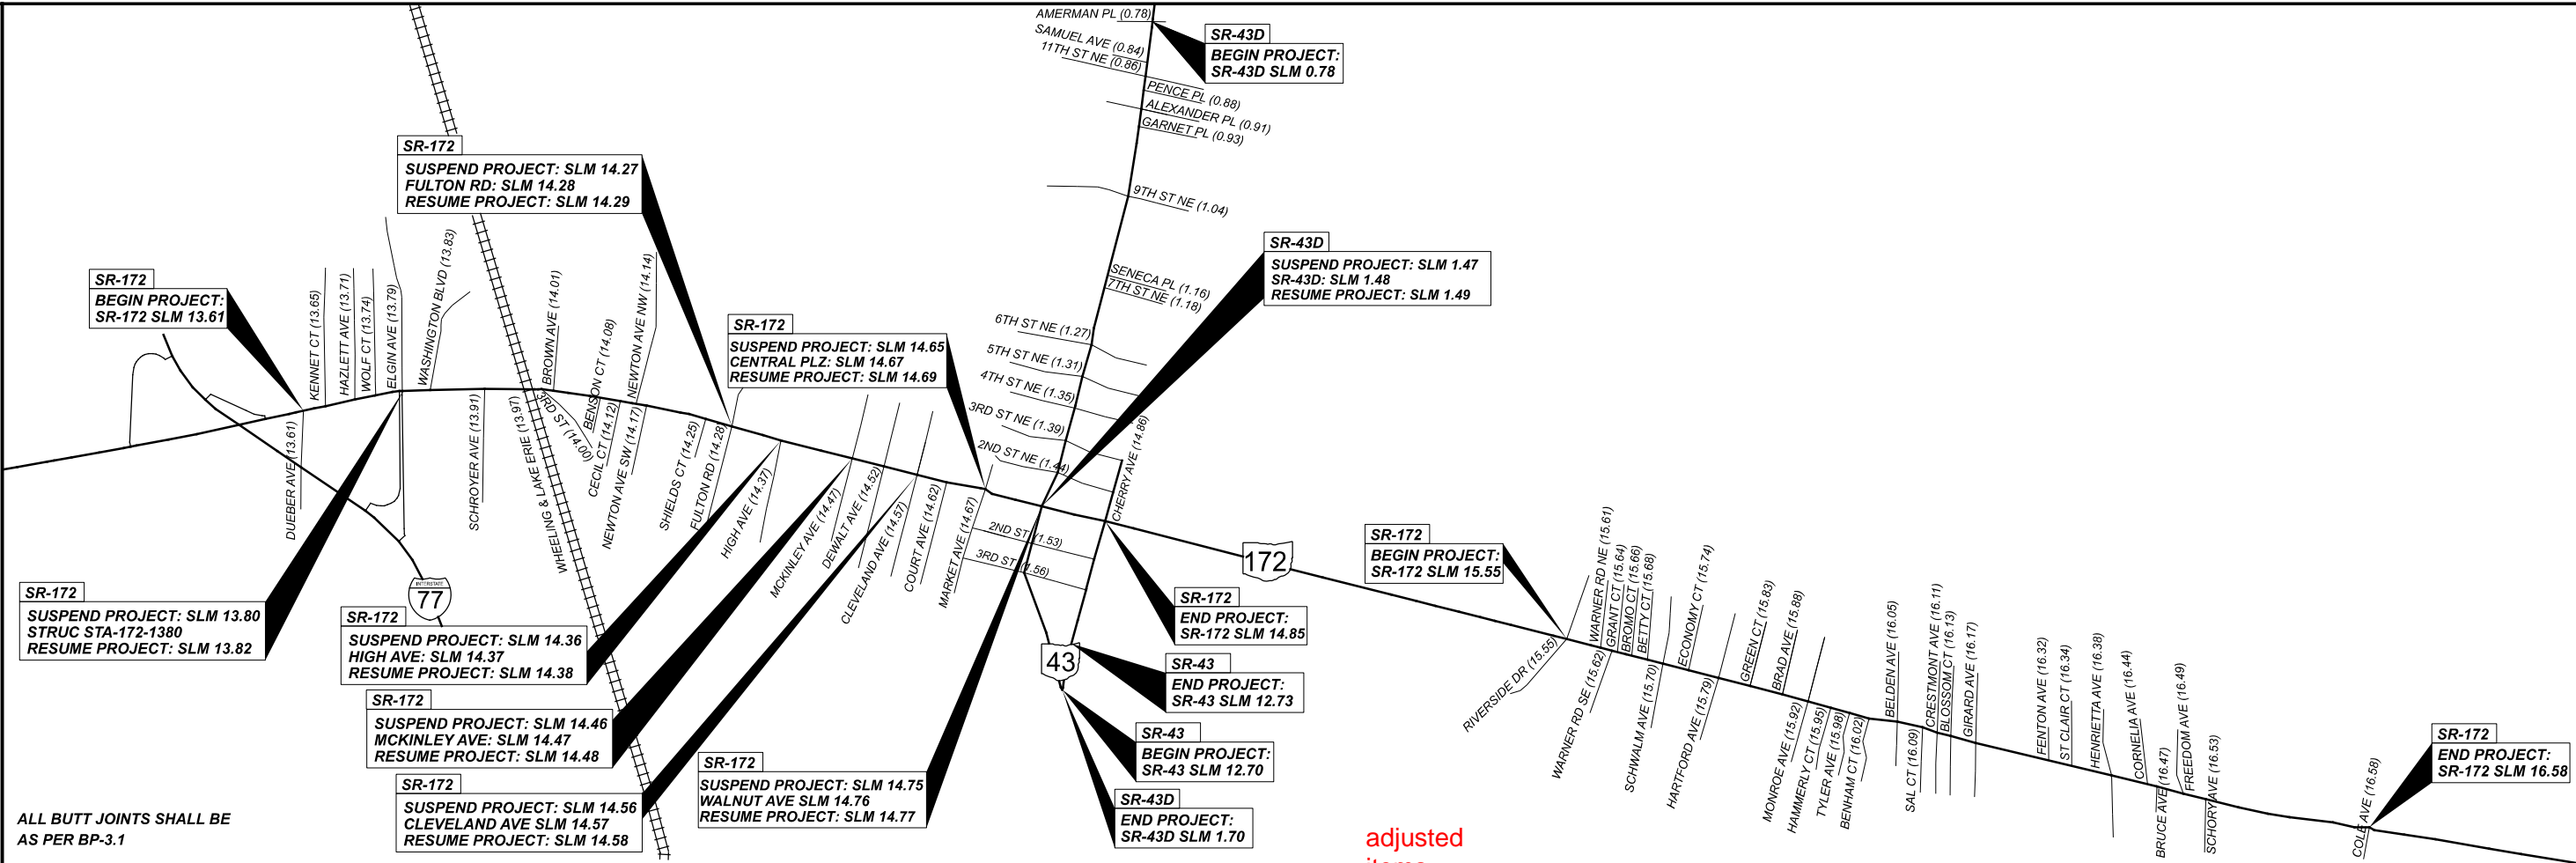 AMERMAN PL (0.78)
SAMUEL AVE (0.84)
11TH ST NE (0.86)
SR-43D
BEGIN PROJECT:
SR-43D SLM 0.78
PENCE PL (0.88)
ALEXANDER PL (0.91)
GARNET PL (0.93)
9TH ST NE (1.04)
SR-172
SUSPEND PROJECT: SLM 14.27
FULTON RD: SLM 14.28
RESUME PROJECT: SLM 14.29
SR-43D
SUSPEND PROJECT: SLM 1.47
SR-43D: SLM 1.48
RESUME PROJECT: SLM 1.49
SENECA PL (1.16)
7TH ST NE (1.18)
6TH ST NE (1.27)
5TH ST NE (1.31)
4TH ST NE (1.35)
3RD ST NE (1.39)
2ND ST NE (1.44)
CHERRY AVE (14.86)
SR-172
BEGIN PROJECT:
SR-172 SLM 13.61
KENNET CT (13.65)
HAZLETT AVE (13.71)
WOLF CT (13.74)
ELGIN AVE (13.79)
WASHINGTON BLVD (13.83)
BROWN AVE (14.01)
BENSON CT (14.08)
NEWTON AVE NW (14.14)
SR-172
SUSPEND PROJECT: SLM 14.65
CENTRAL PLZ: SLM 14.67
RESUME PROJECT: SLM 14.69
DUEBER AVE (13.61)
SCHROYER AVE (13.91)
WHEELING & LAKE ERIE (13.97)
3RD ST (14.00)
CECIL CT (14.12)
NEWTON AVE SW (14.17)
SHIELDS CT (14.25)
FULTON RD (14.28)
HIGH AVE (14.37)
MCKINLEY AVE (14.47)
DEWALT AVE (14.52)
CLEVELAND AVE (14.57)
COURT AVE (14.62)
MARKET AVE (14.67)
2ND ST (1.53)
3RD ST (1.56)
172
INTERSTATE
77
43
SR-172
SUSPEND PROJECT: SLM 13.80
STRUC STA-172-1380
RESUME PROJECT: SLM 13.82
SR-172
SUSPEND PROJECT: SLM 14.36
HIGH AVE: SLM 14.37
RESUME PROJECT: SLM 14.38
SR-172
SUSPEND PROJECT: SLM 14.46
MCKINLEY AVE: SLM 14.47
RESUME PROJECT: SLM 14.48
SR-172
SUSPEND PROJECT: SLM 14.56
CLEVELAND AVE SLM 14.57
RESUME PROJECT: SLM 14.58
SR-172
SUSPEND PROJECT: SLM 14.75
WALNUT AVE SLM 14.76
RESUME PROJECT: SLM 14.77
SR-172
END PROJECT:
SR-172 SLM 14.85
SR-43
END PROJECT:
SR-43 SLM 12.73
SR-43
BEGIN PROJECT:
SR-43 SLM 12.70
SR-43D
END PROJECT:
SR-43D SLM 1.70
SR-172
BEGIN PROJECT:
SR-172 SLM 15.55
RIVERSIDE DR (15.55)
WARNER RD NE (15.61)
WARNER RD SE (15.62)
GRANT CT (15.64)
BROMO CT (15.66)
BETTY CT (15.68)
SCHWALM AVE (15.70)
ECONOMY CT (15.74)
HARTFORD AVE (15.79)
GREEN CT (15.83)
BRAD AVE (15.88)
MONROE AVE (15.92)
HAMMERLY CT (15.95)
TYLER AVE (15.98)
BENHAM CT (16.02)
BELDEN AVE (16.05)
SAL CT (16.09)
CRESTMONT AVE (16.11)
BLOSSOM CT (16.13)
GIRARD AVE (16.17)
FENTON AVE (16.32)
ST CLAIR CT (16.34)
HENRIETTA AVE (16.38)
CORNELIA AVE (16.44)
BRUCE AVE (16.47)
FREEDOM AVE (16.49)
SCHORY AVE (16.53)
COLE AVE (16.58)
SR-172
END PROJECT:
SR-172 SLM 16.58
ALL BUTT JOINTS SHALL BE
AS PER BP-3.1
adjusted
items